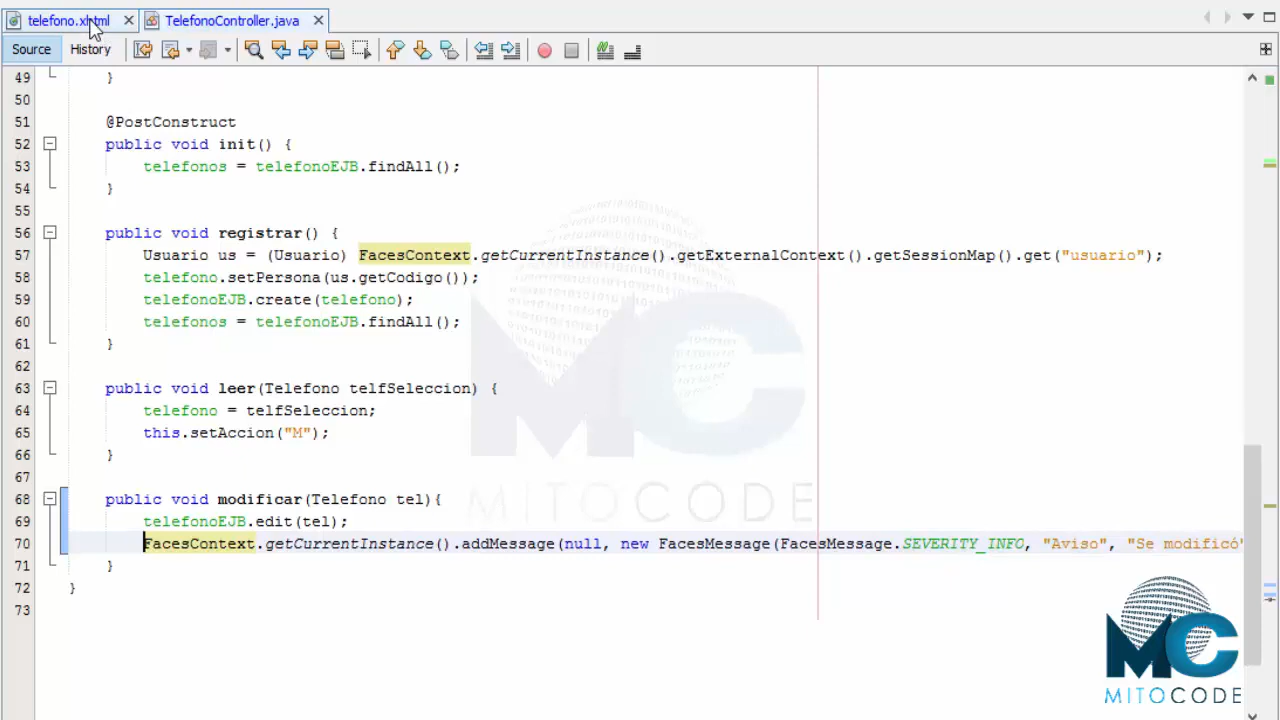 telefono.xhtml TelefonoController.java
Source History
49 }
50
51 @PostConstruct
52 public void init() {
53 telefonos = telefonoEJB.findAll();
54 }
55
56 public void registrar() {
57 Usuario us = (Usuario) FacesContext.getCurrentInstance().getExternalContext().getSessionMap().get("usuario");
58 telefono.setPersona(us.getCodigo());
59 telefonoEJB.create(telefono);
60 telefonos = telefonoEJB.findAll();
61 }
62
63 public void leer(Telefono telfSeleccion) {
64 telefono = telfSeleccion;
65 this.setAccion("M");
66 }
67
68 public void modificar(Telefono tel){
69 telefonoEJB.edit(tel);
70 FacesContext.getCurrentInstance().addMessage(null, new FacesMessage(FacesMessage.SEVERITY_INFO, "Aviso", "Se modificó"
71 }
72 }
73
MC
MITOCODE
MC
MITOCODE